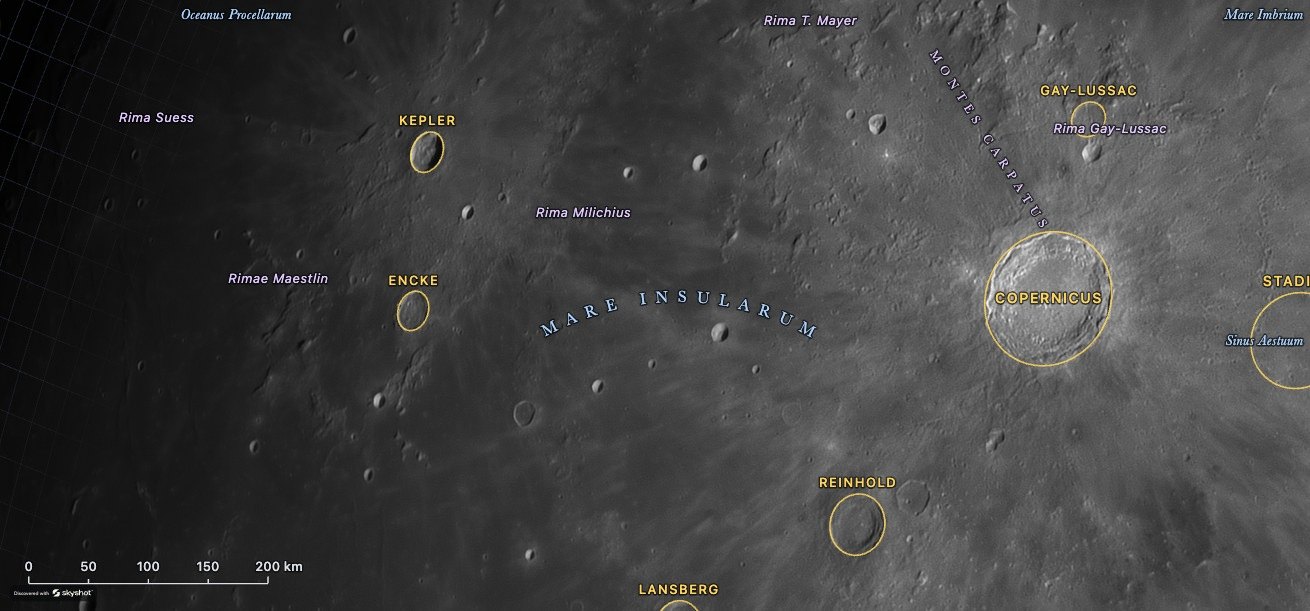 Oceanus Procellarum
Rima T. Mayer
Mare Imbrium
MONTES CARPATUS
GAY-LUSSAC
Rima Suess
KEPLER
Rima Gay-Lussac
Rima Milichius
Rimae Maestlin
ENCKE
STADI
MARE INSULARUM
COPERNICUS
Sinus Aestuum
REINHOLD
0 50 100 150 200 km
LANSBERG
Discovered with skyshot